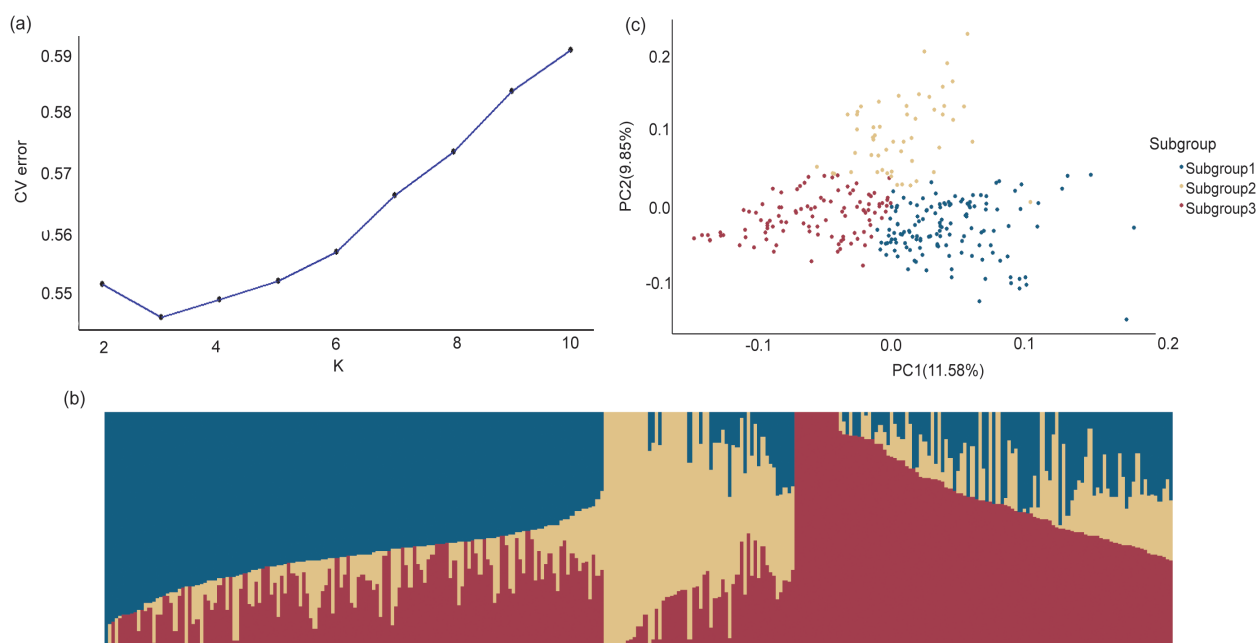 (a)
0.59
0.58
0.57
0.56
0.55
CV error
2
4
6
8
10
K
(c)
0.2
0.1
0.0
-0.1
PC2(9.85%)
-0.1
0.0
0.1
0.2
PC1(11.58%)
Subgroup
Subgroup1
Subgroup2
Subgroup3
(b)